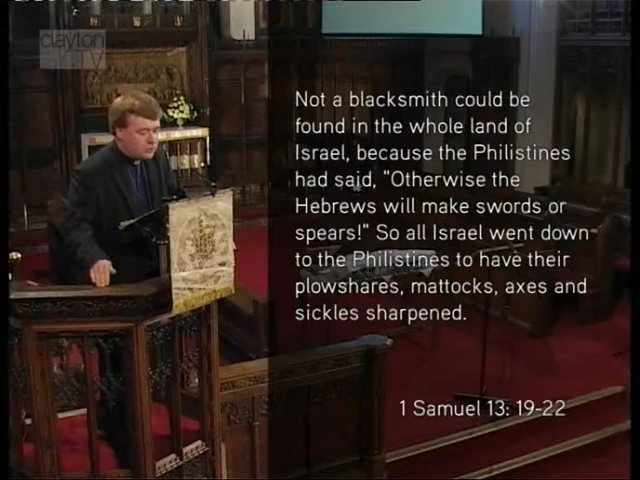 clayton
TV
Not a blacksmith could be
found in the whole land of
Israel, because the Philistines
had said, "Otherwise the
Hebrews will make swords or
spears!" So all Israel went down
to the Philistines to have their
plowshares, mattocks, axes and
sickles sharpened.
1 Samuel 13: 19-22